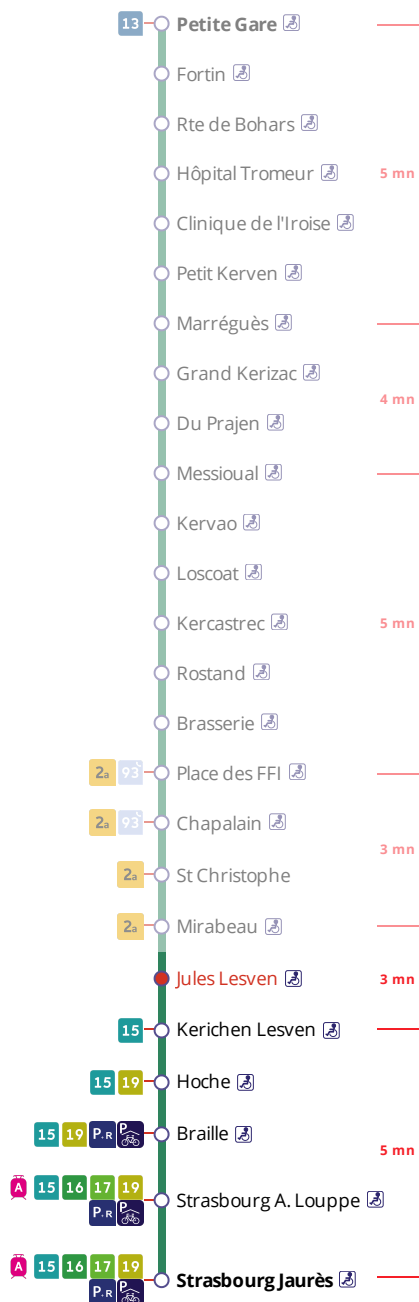 13 Petite Gare
Fortin
Rte de Bohars
Hôpital Tromeur 5 mn
Clinique de l'Iroise
Petit Kerven
Marréguès
Grand Kerizac
4 mn
Du Prajen
Messioual
Kervao
Loscoat
Kercastrec 5 mn
Rostand
Brasserie
2a 93 Place des FFI
2a 93 Chapalain
3 mn
2a St Christophe
2a Mirabeau
Jules Lesven 3 mn
15 Kerichen Lesven
15 19 Hoche
15 19 P+R P Braille
5 mn
A 15 16 17 19
Strasbourg A. Louppe
P+R P
A 15 16 17 19
Strasbourg Jaurès
P+R P